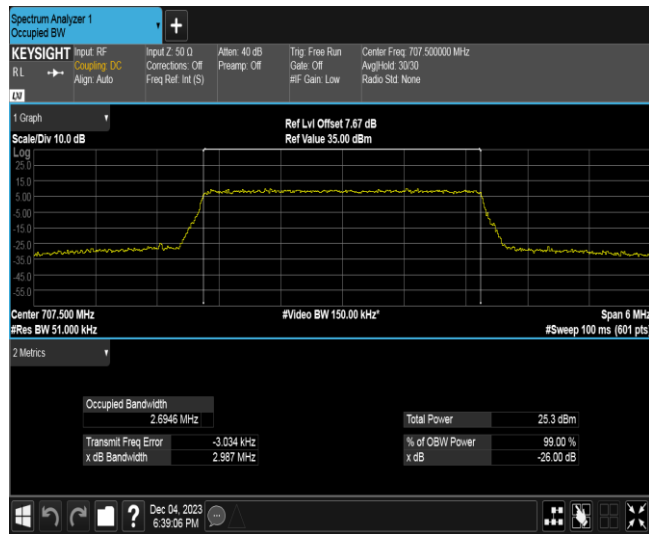 Spectrum Analyzer 1
Occupied BW
+
KEYSIGHT
RL
LXI
Input: RF
Coupling: DC
Align: Auto
Input Z: 50 Ω
Corrections: Off
Freq Ref: Int (S)
Atten: 40 dB
Preamp: Off
Trig: Free Run
Gate: Off
#IF Gain: Low
Center Freq: 707.500000 MHz
Avg|Hold: 30/30
Radio Std: None
1 Graph
Scale/Div 10.0 dB
Ref Lvl Offset 7.67 dB
Ref Value 35.00 dBm
Log
25.0
15.0
5.00
-5.00
-15.0
-25.0
-35.0
-45.0
-55.0
Center 707.500 MHz
#Res BW 51.000 kHz
#Video BW 150.00 kHz*
Span 6 MHz
#Sweep 100 ms (601 pts)
2 Metrics
Occupied Bandwidth
2.6946 MHz
Transmit Freq Error -3.034 kHz
x dB Bandwidth 2.987 MHz
Total Power 25.3 dBm
% of OBW Power 99.00 %
x dB -26.00 dB
?
Dec 04, 2023
6:39:06 PM